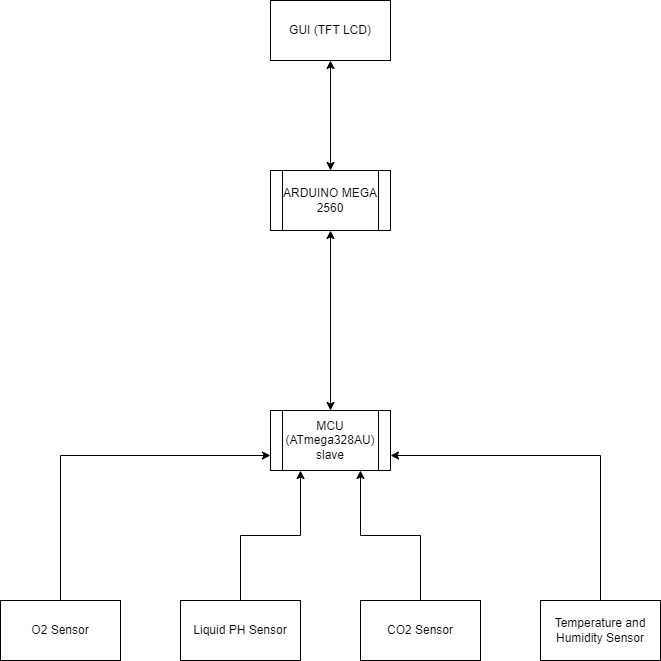 GUI (TFT LCD)
ARDUINO MEGA
2560
MCU
(ATmega328AU)
slave
O2 Sensor
Liquid PH Sensor
CO2 Sensor
Temperature and
Humidity Sensor